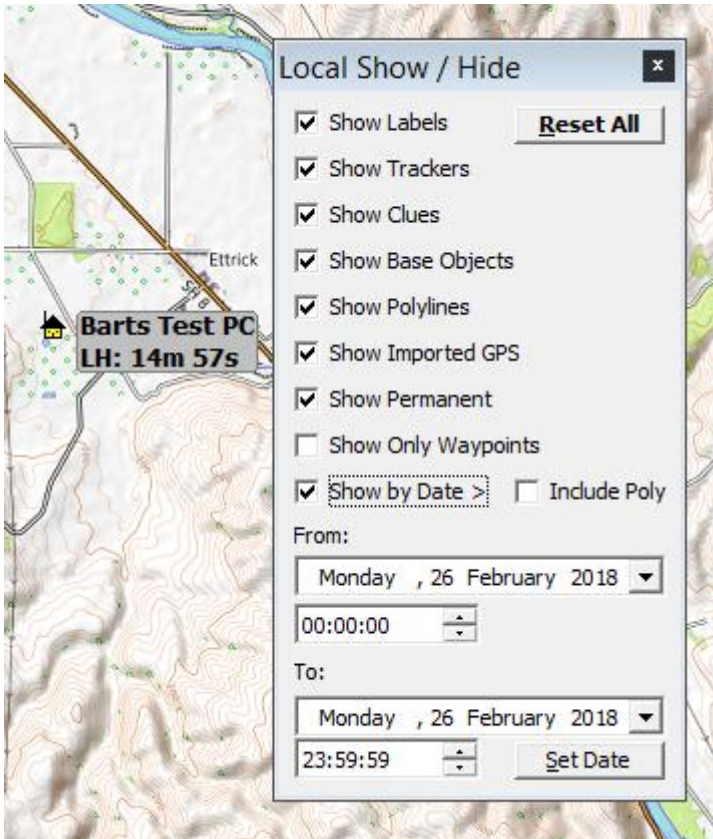 Local Show / Hide
x
Show Labels
Reset All
Show Trackers
Show Clues
Show Base Objects
Show Polylines
Show Imported GPS
Show Permanent
Show Only Waypoints
Show by Date >
Include Poly
From:
Monday , 26 February 2018
00:00:00
To:
Monday , 26 February 2018
23:59:59
Set Date
Ettrick
SH 8
Barts Test PC
LH: 14m 57s